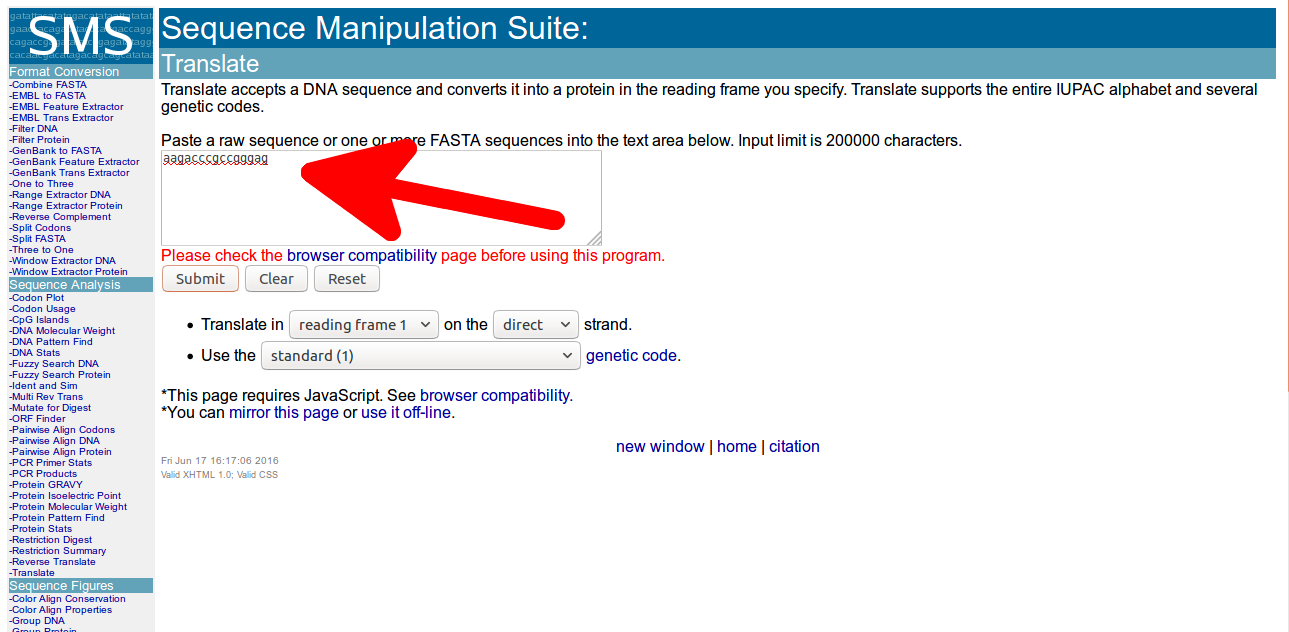 SMS
Format Conversion
-Combine FASTA
-EMBL to FASTA
-EMBL Feature Extractor
-EMBL Trans Extractor
-Filter DNA
-Filter Protein
-GenBank to FASTA
-GenBank Feature Extractor
-GenBank Trans Extractor
-One to Three
-Range Extractor DNA
-Range Extractor Protein
-Reverse Complement
-Split Codons
-Split FASTA
-Three to One
-Window Extractor DNA
-Window Extractor Protein
Sequence Analysis
-Codon Plot
-Codon Usage
-CpG Islands
-DNA Molecular Weight
-DNA Pattern Find
-DNA Stats
-Fuzzy Search DNA
-Fuzzy Search Protein
-Ident and Sim
-Multi Rev Trans
-Mutate for Digest
-ORF Finder
-Pairwise Align Codons
-Pairwise Align DNA
-Pairwise Align Protein
-PCR Primer Stats
-PCR Products
-Protein GRAVY
-Protein Isoelectric Point
-Protein Molecular Weight
-Protein Pattern Find
-Protein Stats
-Restriction Digest
-Restriction Summary
-Reverse Translate
-Translate
Sequence Figures
-Color Align Conservation
-Color Align Properties
-Group DNA
-Group Protein
Sequence Manipulation Suite:
Translate
Translate accepts a DNA sequence and converts it into a protein in the reading frame you specify. Translate supports the entire IUPAC alphabet and several
genetic codes.
Paste a raw sequence or one or more FASTA sequences into the text area below. Input limit is 200000 characters.
aagacccgccgggag
Please check the browser compatibility page before using this program.
Submit Clear Reset
• Translate in reading frame 1 on the direct strand.
• Use the standard (1) genetic code.
*This page requires JavaScript. See browser compatibility.
*You can mirror this page or use it off-line.
new window | home | citation
Fri Jun 17 16:17:06 2016
Valid XHTML 1.0; Valid CSS